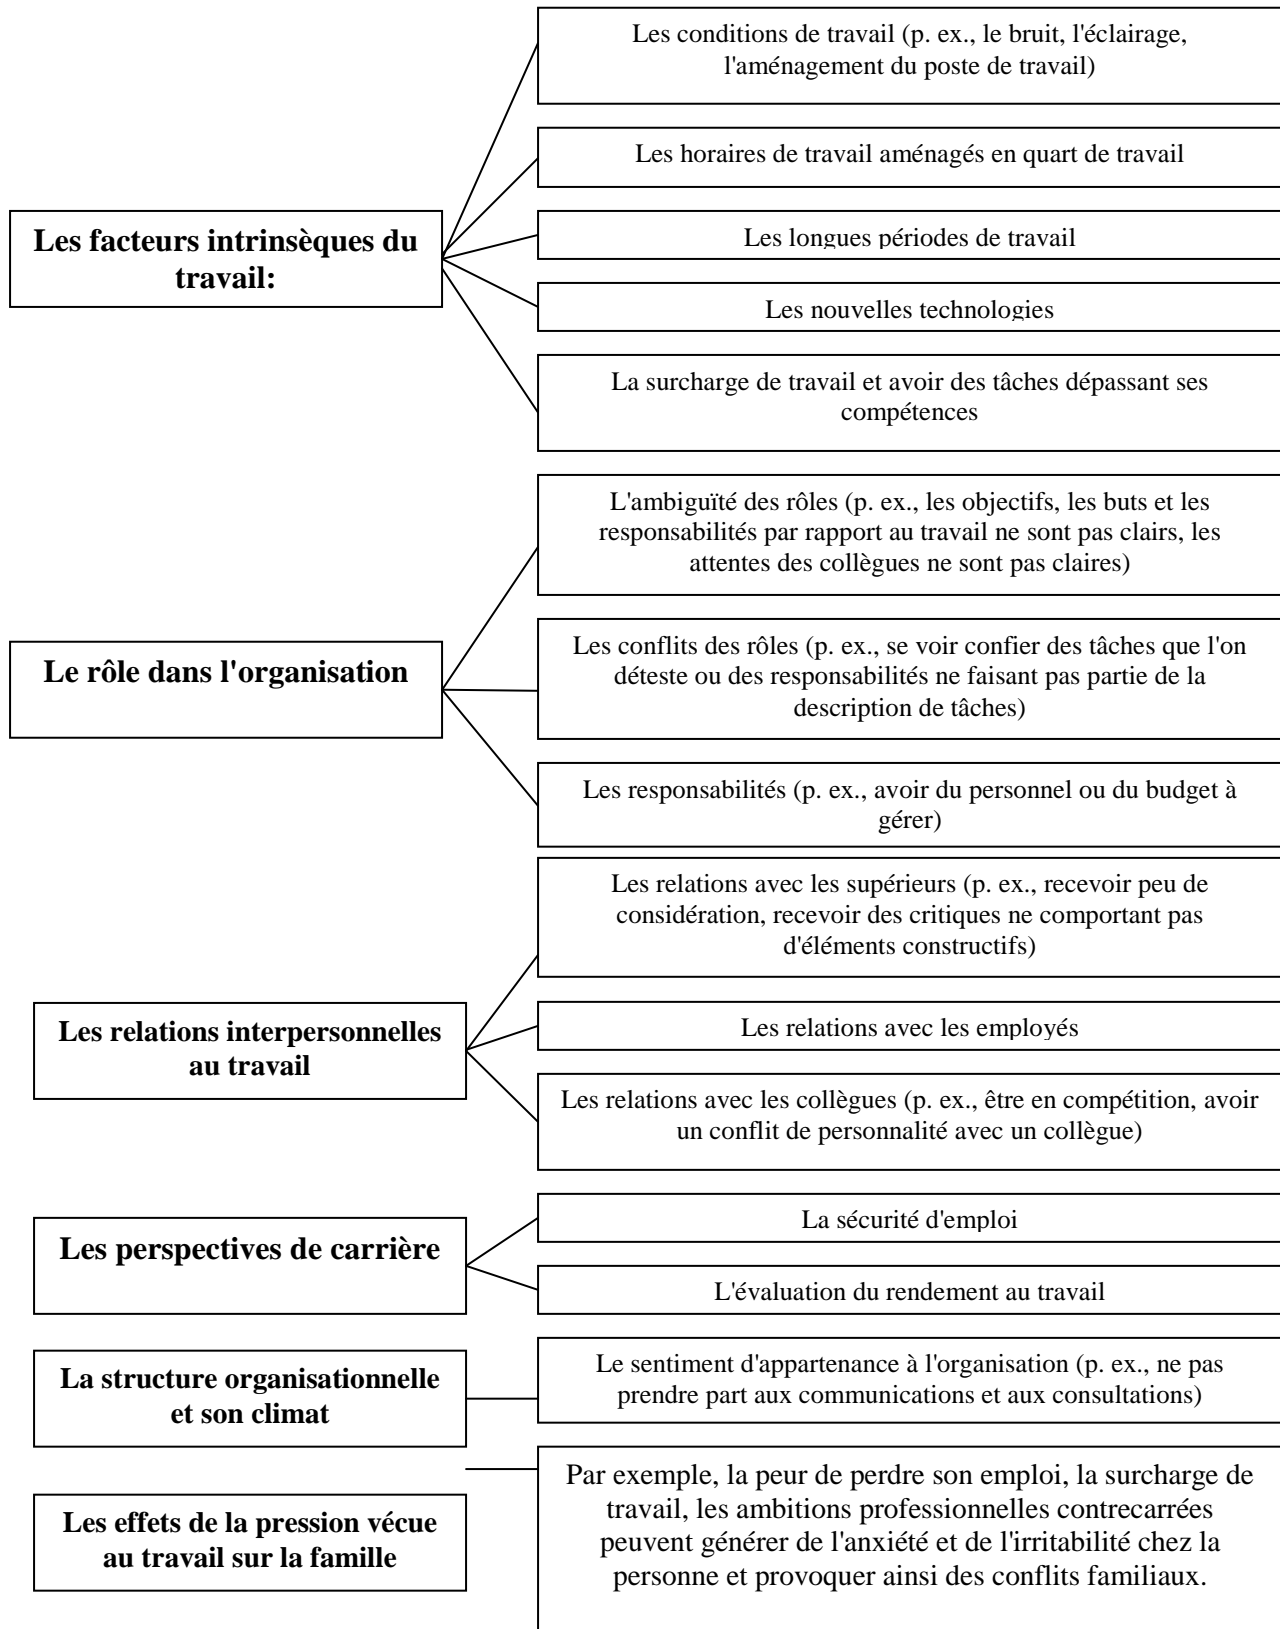 Les conditions de travail (p. ex., le bruit, l'éclairage,
l'aménagement du poste de travail)
Les horaires de travail aménagés en quart de travail
Les facteurs intrinsèques du
travail:
Les longues périodes de travail
Les nouvelles technologies
La surcharge de travail et avoir des tâches dépassant ses
compétences
L'ambiguïté des rôles (p. ex., les objectifs, les buts et les
responsabilités par rapport au travail ne sont pas clairs, les
attentes des collègues ne sont pas claires)
Le rôle dans l'organisation
Les conflits des rôles (p. ex., se voir confier des tâches que l'on
déteste ou des responsabilités ne faisant pas partie de la
description de tâches)
Les responsabilités (p. ex., avoir du personnel ou du budget à
gérer)
Les relations avec les supérieurs (p. ex., recevoir peu de
considération, recevoir des critiques ne comportant pas
d'éléments constructifs)
Les relations interpersonnelles
au travail
Les relations avec les employés
Les relations avec les collègues (p. ex., être en compétition, avoir
un conflit de personnalité avec un collègue)
Les perspectives de carrière
La sécurité d'emploi
L'évaluation du rendement au travail
La structure organisationnelle
et son climat
Le sentiment d'appartenance à l'organisation (p. ex., ne pas
prendre part aux communications et aux consultations)
Les effets de la pression vécue
au travail sur la famille
Par exemple, la peur de perdre son emploi, la surcharge de
travail, les ambitions professionnelles contrecarrées
peuvent générer de l'anxiété et de l'irritabilité chez la
personne et provoquer ainsi des conflits familiaux.